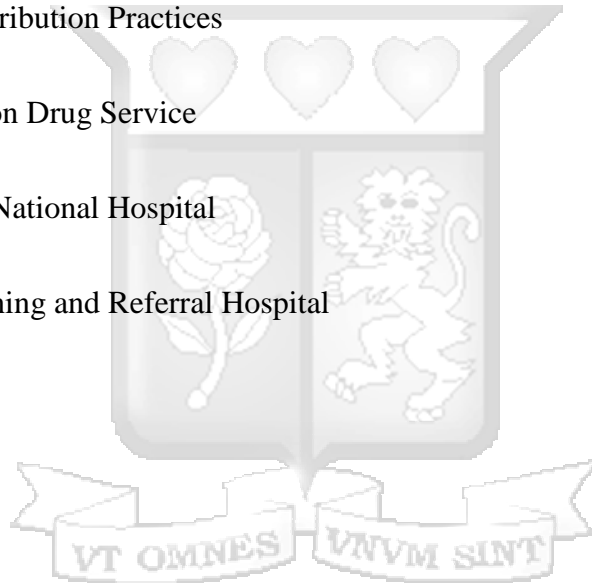 ribution Practices
on Drug Service
National Hospital
ning and Referral Hospital
VT OMNES VNVM SINT